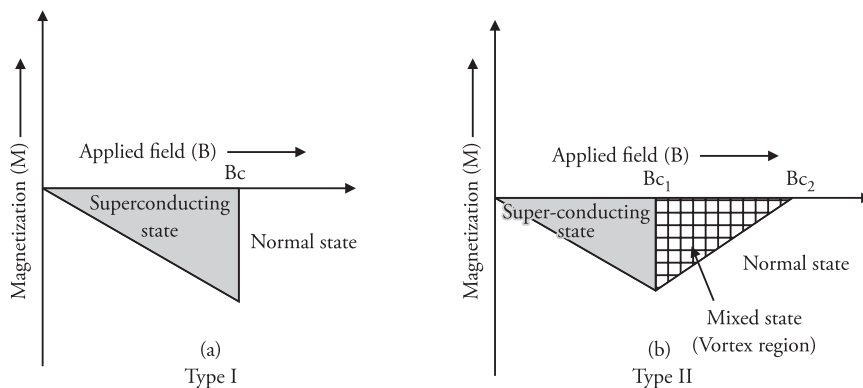 Magnetization (M)
Applied field (B)
Bc
Superconducting
state
Normal state
(a)
Type I
Magnetization (M)
Applied field (B)
Bc1
Bc2
Super-conducting
state
Normal state
Mixed state
(Vortex region)
(b)
Type II